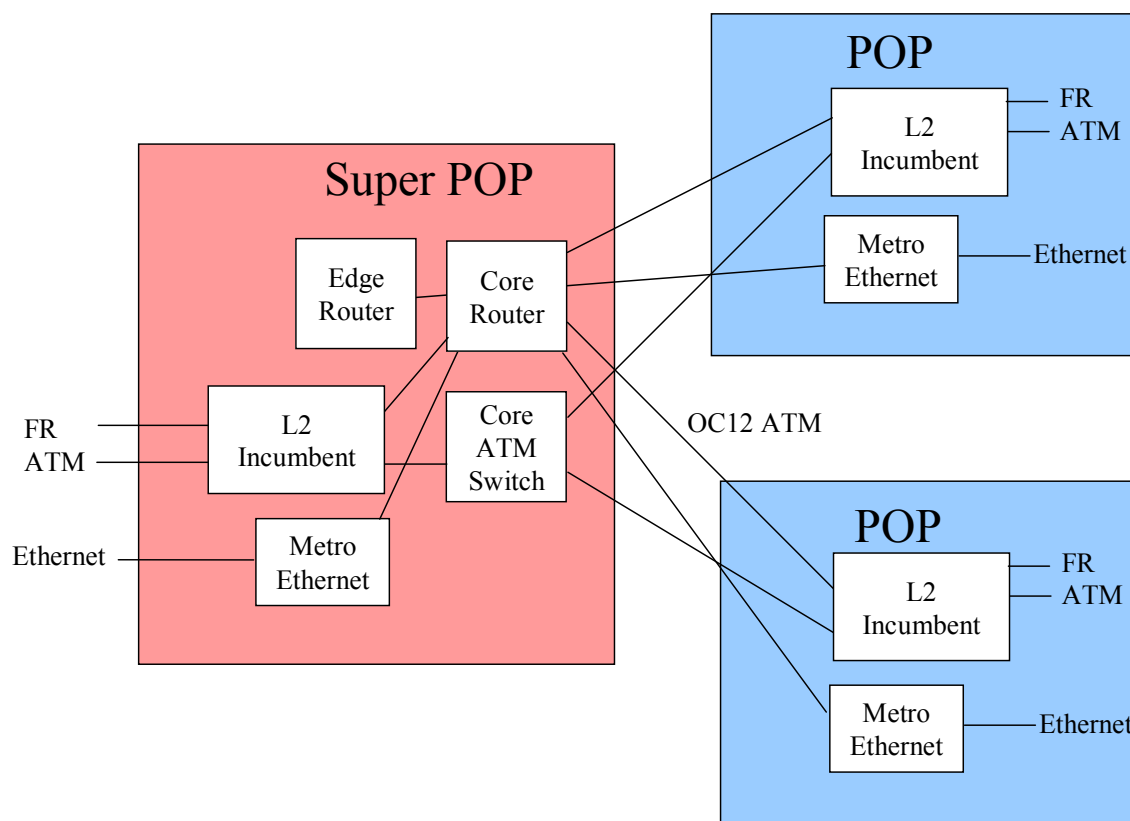 POP
FR
L2
Incumbent
ATM
Metro
Ethernet
Ethernet
Super POP
Edge
Router
Core
Router
FR
ATM
L2
Incumbent
Core
ATM
Switch
Ethernet
Metro
Ethernet
OC12 ATM
POP
FR
L2
Incumbent
ATM
Metro
Ethernet
Ethernet